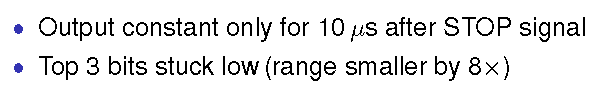 • Output constant only for 10 μs after STOP signal
• Top 3 bits stuck low (range smaller by 8×)